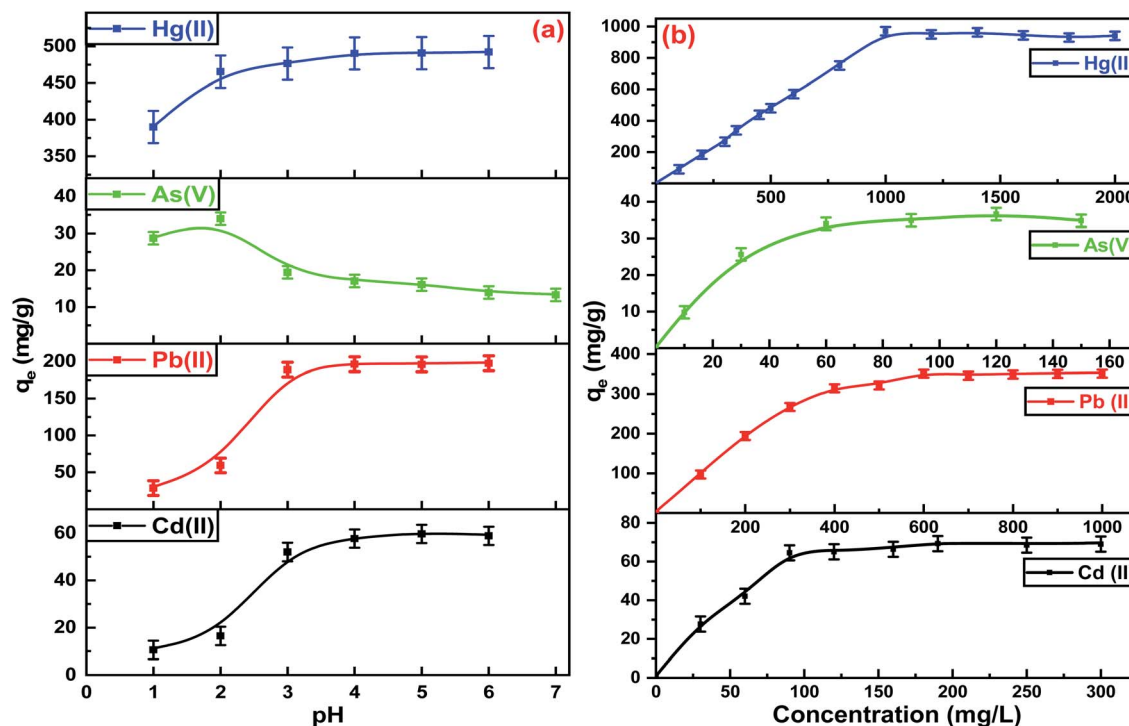 Hg(II)
(a)
500
450
400
350
As(V)
40
30
20
10
Pb(II)
200
150
100
50
Cd(II)
60
40
20
0
0 1 2 3 4 5 6 7
pH
qe (mg/g)
(b)
1000
800
600
400
200
Hg(II
500 1000 1500 2000
40
30
20
10
As(V
20 40 60 80 100 120 140 160
400
300
200
100
Pb (II
200 400 600 800 1000
80
60
40
20
0
Cd (II
0 50 100 150 200 250 300
Concentration (mg/L)
qe (mg/g)